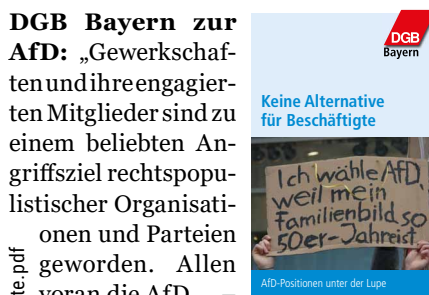 DGB Bayern zur
AfD: „Gewerkschaf-
ten und ihre engagier-
ten Mitglieder sind zu
einem beliebten An-
griffsziel rechtspopu-
listischer Organisati-
onen und Parteien
geworden. Allen
voran die AfD –
te.pdf
DGB
Bayern
Keine Alternative
für Beschäftigte
Ich wähle AfD,
weil mein
Familienbild so
50er-Jahre ist
AfD-Positionen unter der Lupe